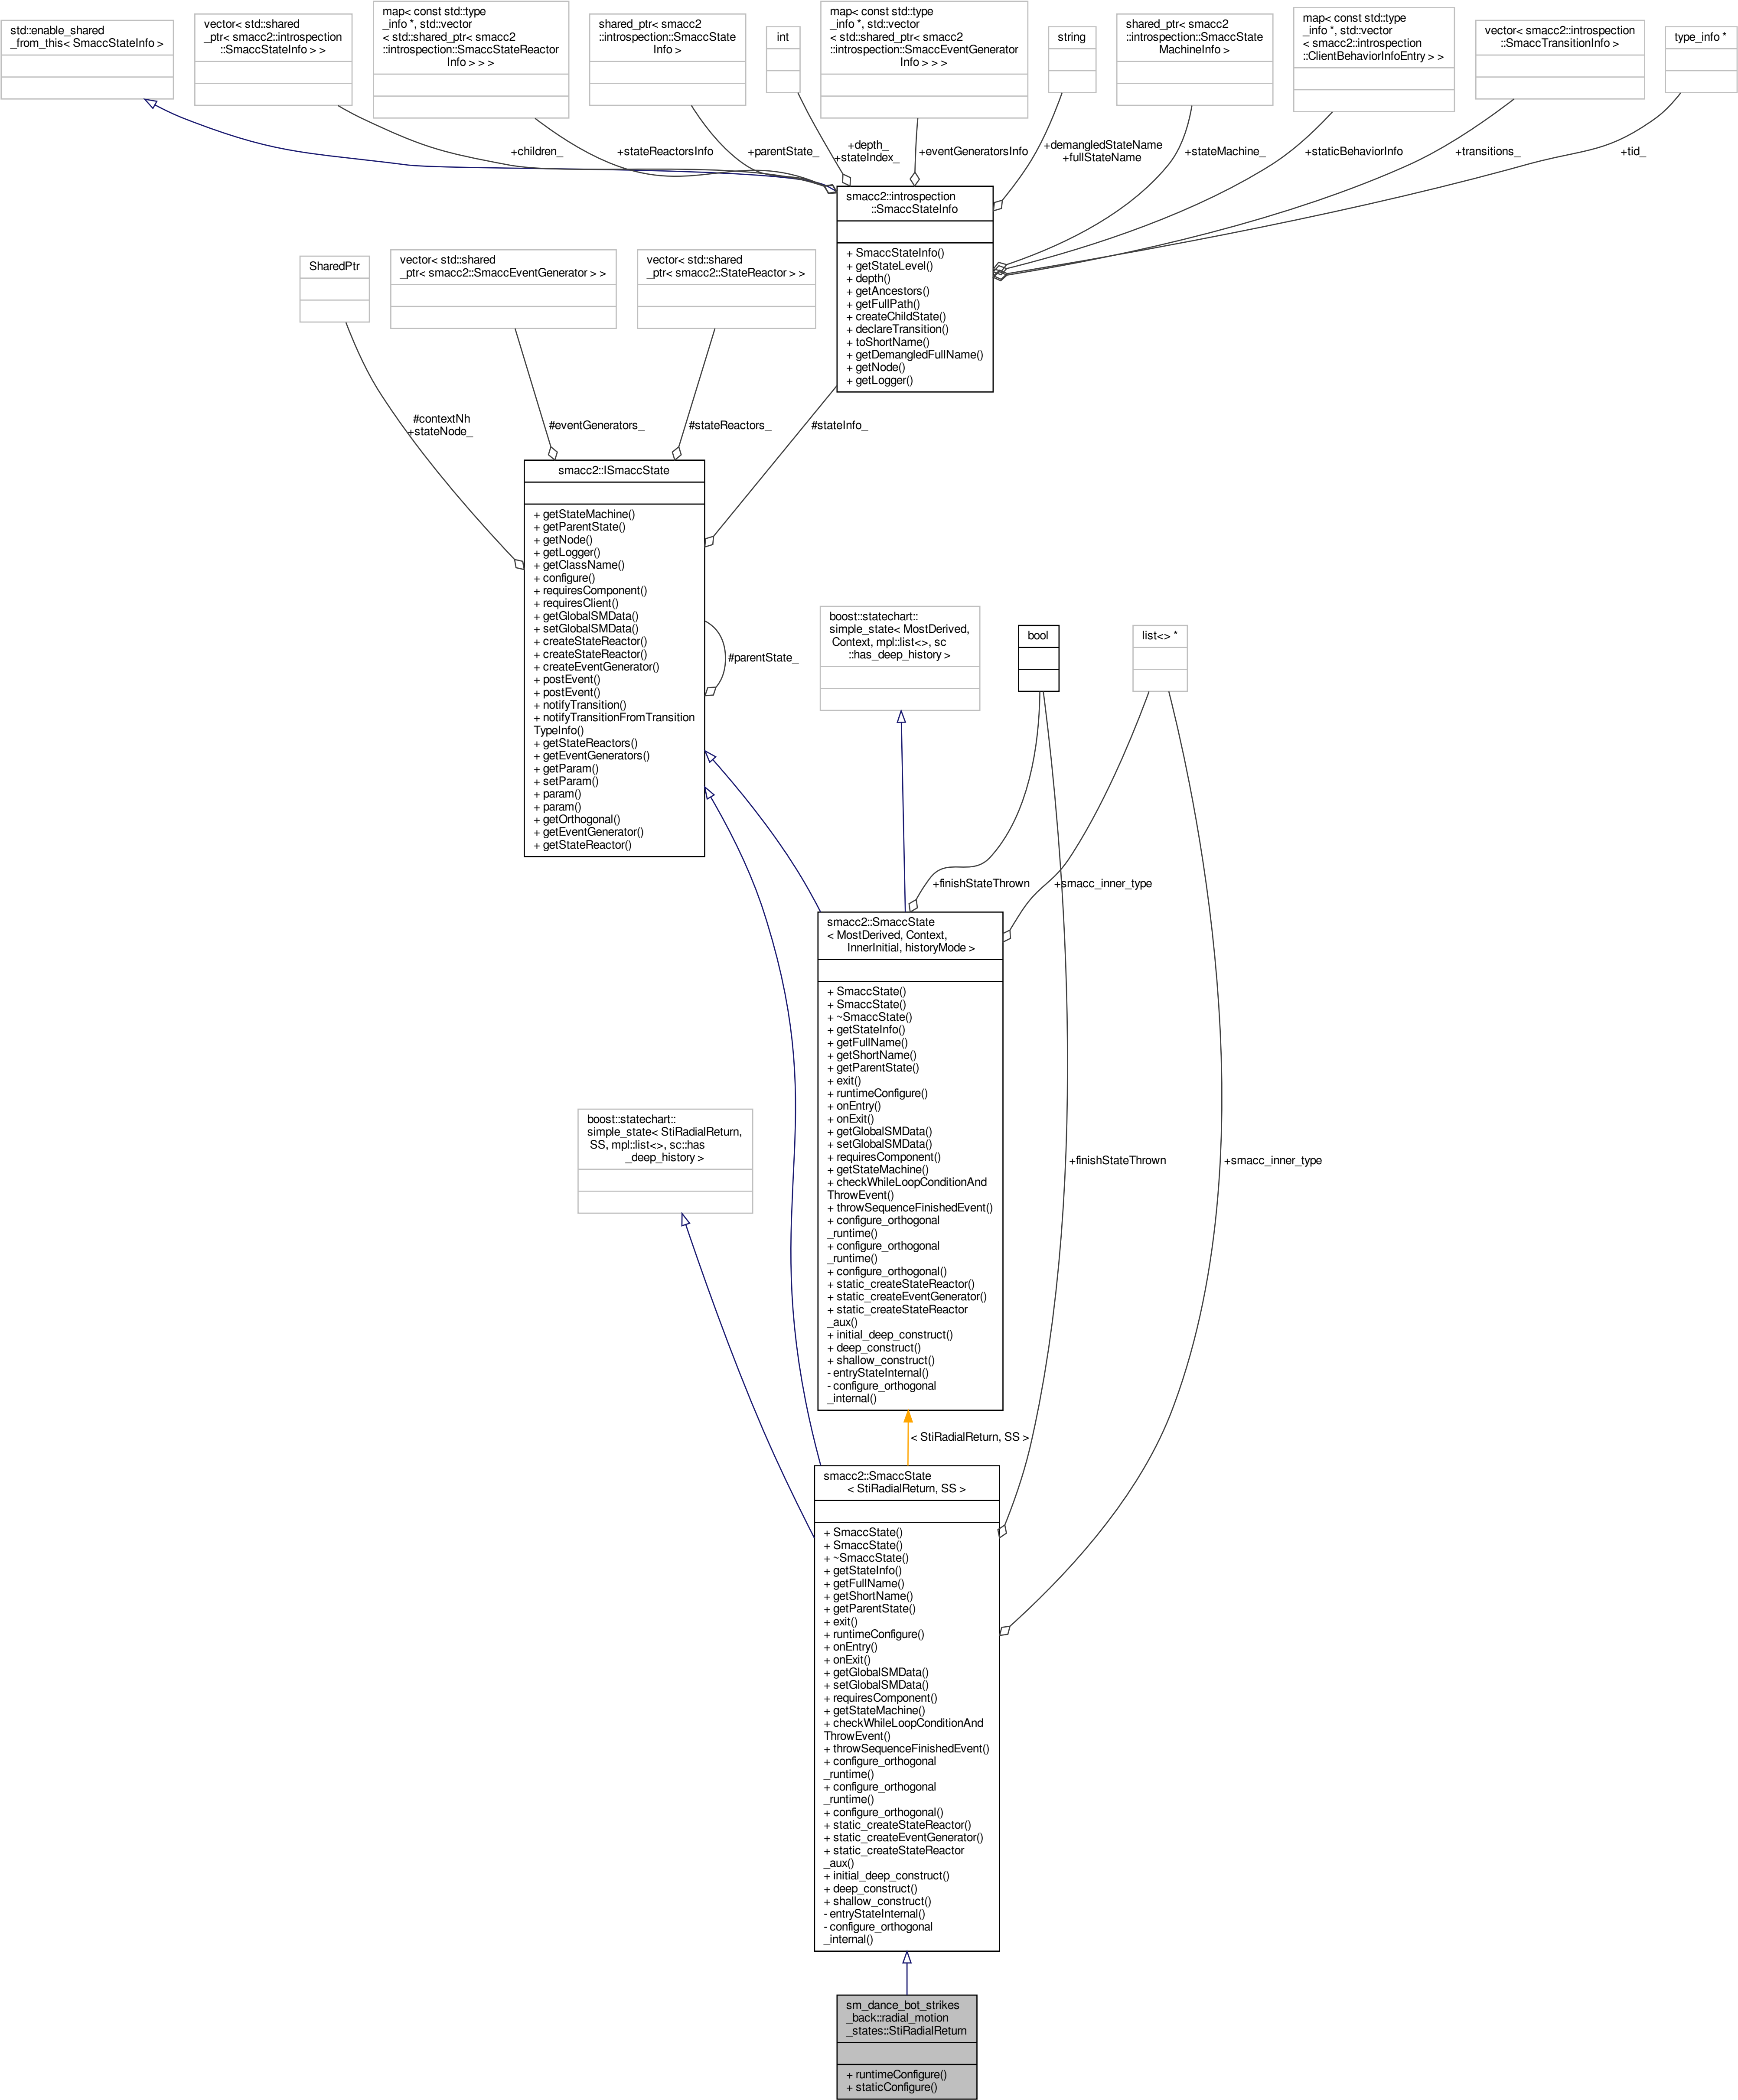 std::enable_shared
_from_this< SmaccStateInfo >
vector< std::shared
_ptr< smacc2::introspection
::SmaccStateInfo > >
map< const std::type
_info *, std::vector
< std::shared_ptr< smacc2
::introspection::SmaccStateReactor
Info > > >
shared_ptr< smacc2
::introspection::SmaccState
Info >
int
map< const std::type
_info *, std::vector
< std::shared_ptr< smacc2
::introspection::SmaccEventGenerator
Info > > >
string
shared_ptr< smacc2
::introspection::SmaccState
MachineInfo >
map< const std::type
_info *, std::vector
< smacc2::introspection
::ClientBehaviorInfoEntry > >
vector< smacc2::introspection
::SmaccTransitionInfo >
type_info *
+children_
+stateReactorsInfo
+parentState_
+depth_
+stateIndex_
+eventGeneratorsInfo
+demangledStateName
+fullStateName
+stateMachine_
+staticBehaviorInfo
+transitions_
+tid_
smacc2::introspection
::SmaccStateInfo
+ SmaccStateInfo()
+ getStateLevel()
+ depth()
+ getAncestors()
+ getFullPath()
+ createChildState()
+ declareTransition()
+ toShortName()
+ getDemangledFullName()
+ getNode()
+ getLogger()
SharedPtr
vector< std::shared
_ptr< smacc2::SmaccEventGenerator > >
vector< std::shared
_ptr< smacc2::StateReactor > >
#contextNh
+stateNode_
#eventGenerators_
#stateReactors_
#stateInfo_
smacc2::ISmaccState
+ getStateMachine()
+ getParentState()
+ getNode()
+ getLogger()
+ getClassName()
+ configure()
+ requiresComponent()
+ requiresClient()
+ getGlobalSMData()
+ setGlobalSMData()
+ createStateReactor()
+ createStateReactor()
+ createEventGenerator()
+ postEvent()
+ postEvent()
+ notifyTransition()
+ notifyTransitionFromTransition
TypeInfo()
+ getStateReactors()
+ getEventGenerators()
+ getParam()
+ setParam()
+ param()
+ param()
+ getOrthogonal()
+ getEventGenerator()
+ getStateReactor()
#parentState_
boost::statechart::
simple_state< MostDerived,
Context, mpl::list<>, sc
::has_deep_history >
bool
list<> *
+finishStateThrown
+smacc_inner_type
smacc2::SmaccState
< MostDerived, Context,
InnerInitial, historyMode >
+ SmaccState()
+ SmaccState()
+ ~SmaccState()
+ getStateInfo()
+ getFullName()
+ getShortName()
+ getParentState()
+ exit()
+ runtimeConfigure()
+ onEntry()
+ onExit()
+ getGlobalSMData()
+ setGlobalSMData()
+ requiresComponent()
+ getStateMachine()
+ checkWhileLoopConditionAnd
ThrowEvent()
+ throwSequenceFinishedEvent()
+ configure_orthogonal
_runtime()
+ configure_orthogonal
_runtime()
+ configure_orthogonal()
+ static_createStateReactor()
+ static_createEventGenerator()
+ static_createStateReactor
_aux()
+ initial_deep_construct()
+ deep_construct()
+ shallow_construct()
- entryStateInternal()
- configure_orthogonal
_internal()
boost::statechart::
simple_state< StiRadialReturn,
SS, mpl::list<>, sc::has
_deep_history >
+finishStateThrown
+smacc_inner_type
< StiRadialReturn, SS >
smacc2::SmaccState
< StiRadialReturn, SS >
+ SmaccState()
+ SmaccState()
+ ~SmaccState()
+ getStateInfo()
+ getFullName()
+ getShortName()
+ getParentState()
+ exit()
+ runtimeConfigure()
+ onEntry()
+ onExit()
+ getGlobalSMData()
+ setGlobalSMData()
+ requiresComponent()
+ getStateMachine()
+ checkWhileLoopConditionAnd
ThrowEvent()
+ throwSequenceFinishedEvent()
+ configure_orthogonal
_runtime()
+ configure_orthogonal
_runtime()
+ configure_orthogonal()
+ static_createStateReactor()
+ static_createEventGenerator()
+ static_createStateReactor
_aux()
+ initial_deep_construct()
+ deep_construct()
+ shallow_construct()
- entryStateInternal()
- configure_orthogonal
_internal()
sm_dance_bot_strikes
_back::radial_motion
_states::StiRadialReturn
+ runtimeConfigure()
+ staticConfigure()